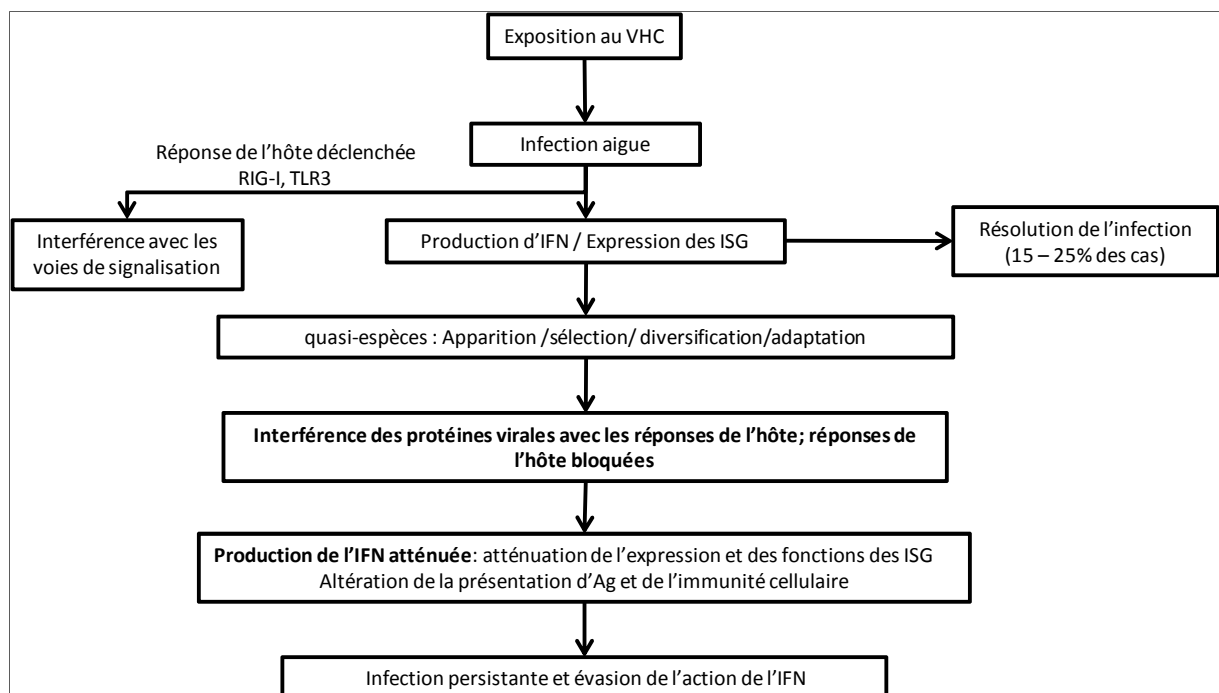 Exposition au VHC
Infection aigue
Réponse de l'hôte déclenchée
RIG-I, TLR3
Interférence avec les
voies de signalisation
Production d'IFN / Expression des ISG
Résolution de l'infection
(15 – 25% des cas)
quasi-espèces : Apparition /sélection/ diversification/adaptation
Interférence des protéines virales avec les réponses de l'hôte; réponses de
l'hôte bloquées
Production de l'IFN atténuée: atténuation de l'expression et des fonctions des ISG
Altération de la présentation d'Ag et de l'immunité cellulaire
Infection persistante et évasion de l'action de l'IFN